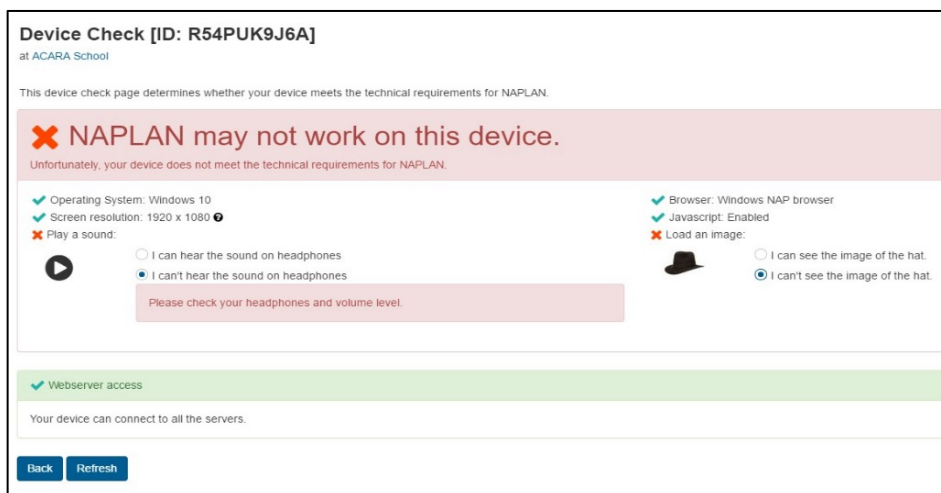 Device Check [ID: R54PUK9J6A]
at ACARA School
This device check page determines whether your device meets the technical requirements for NAPLAN.
NAPLAN may not work on this device.
Unfortunately, your device does not meet the technical requirements for NAPLAN.
Operating System: Windows 10
Screen resolution: 1920 x 1080 ?
Play a sound:
I can hear the sound on headphones
I can't hear the sound on headphones
Please check your headphones and volume level.
Browser: Windows NAP browser
Javascript: Enabled
Load an image:
I can see the image of the hat.
I can't see the image of the hat.
Webserver access
Your device can connect to all the servers.
Back Refresh